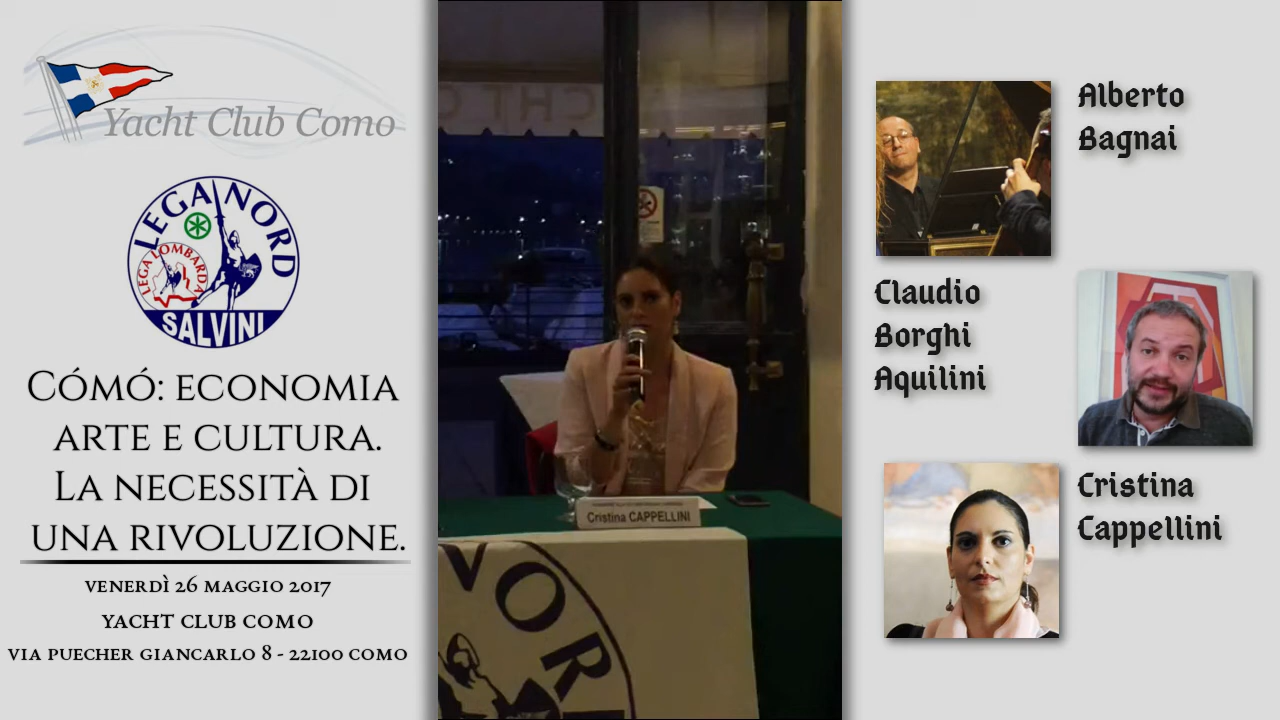 Yacht Club Como
LEGA NORD
LEGA LOMBARDA
SALVINI
CÓMÓ: ECONOMIA
ARTE E CULTURA.
LA NECESSITÀ DI
UNA RIVOLUZIONE.
VENERDÌ 26 MAGGIO 2017
YACHT CLUB COMO
VIA PUECHER GIANCARLO 8 - 22100 COMO
Cristina CAPPELLINI
NORD
Alberto
Bagnai
Claudio
Borghi
Aquilini
Cristina
Cappellini